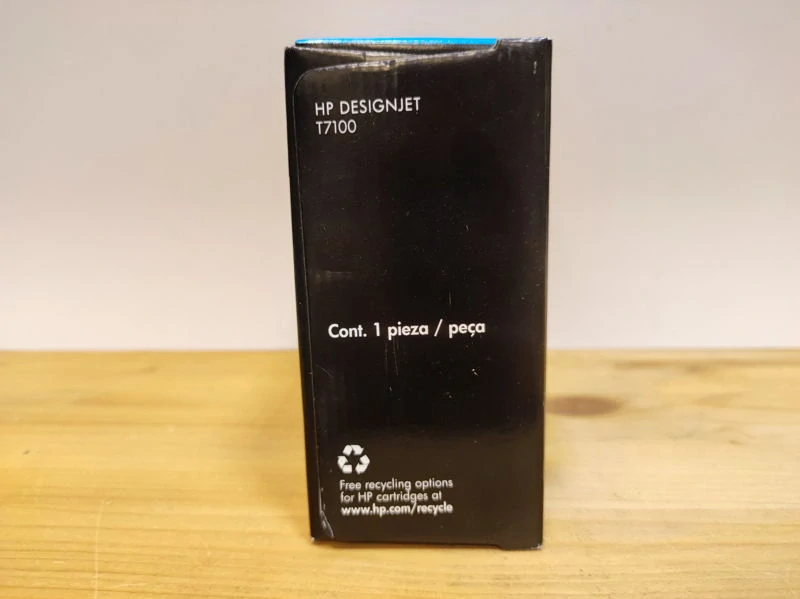 HP DESIGNJET
T7100
Cont. 1 pieza / peça
Free recycling options
for HP cartridges at
www.hp.com/recycle